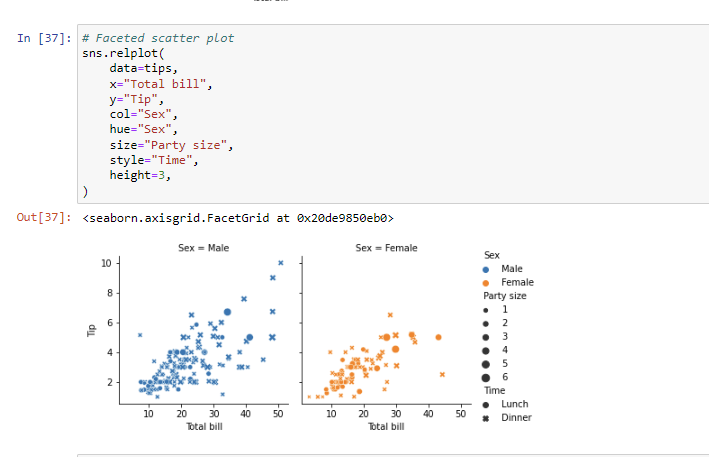 In [37]: # Faceted scatter plot
sns.relplot(
data=tips,
x="Total bill",
y="Tip",
col="Sex",
hue="Sex",
size="Party size",
style="Time",
height=3,
)
Out[37]: <seaborn.axisgrid.FacetGrid at 0x20de9850eb0>
Sex = Male
Sex = Female
10
8
6
4
2
Tip
10 20 30 40 50
Total bill
10 20 30 40 50
Total bill
Sex
Male
Female
Party size
1
2
3
4
5
6
Time
Lunch
Dinner